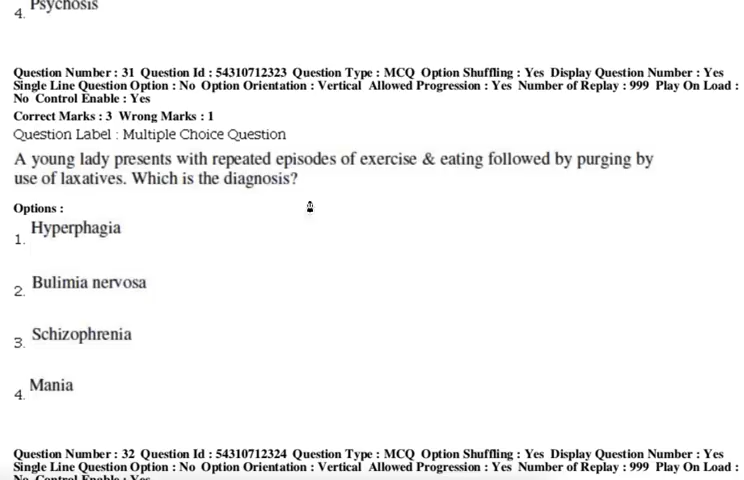 4. Psychosis
Question Number : 31 Question Id : 54310712323 Question Type : MCQ Option Shuffling : Yes Display Question Number : Yes
Single Line Question Option : No Option Orientation : Vertical Allowed Progression : Yes Number of Replay : 999 Play On Load :
No Control Enable : Yes
Correct Marks : 3 Wrong Marks : 1
Question Label : Multiple Choice Question
A young lady presents with repeated episodes of exercise & eating followed by purging by
use of laxatives. Which is the diagnosis?
Options :
1. Hyperphagia
2. Bulimia nervosa
3. Schizophrenia
4. Mania
Question Number : 32 Question Id : 54310712324 Question Type : MCQ Option Shuffling : Yes Display Question Number : Yes
Single Line Question Option : No Option Orientation : Vertical Allowed Progression : Yes Number of Replay : 999 Play On Load :
No Control Enable : Yes